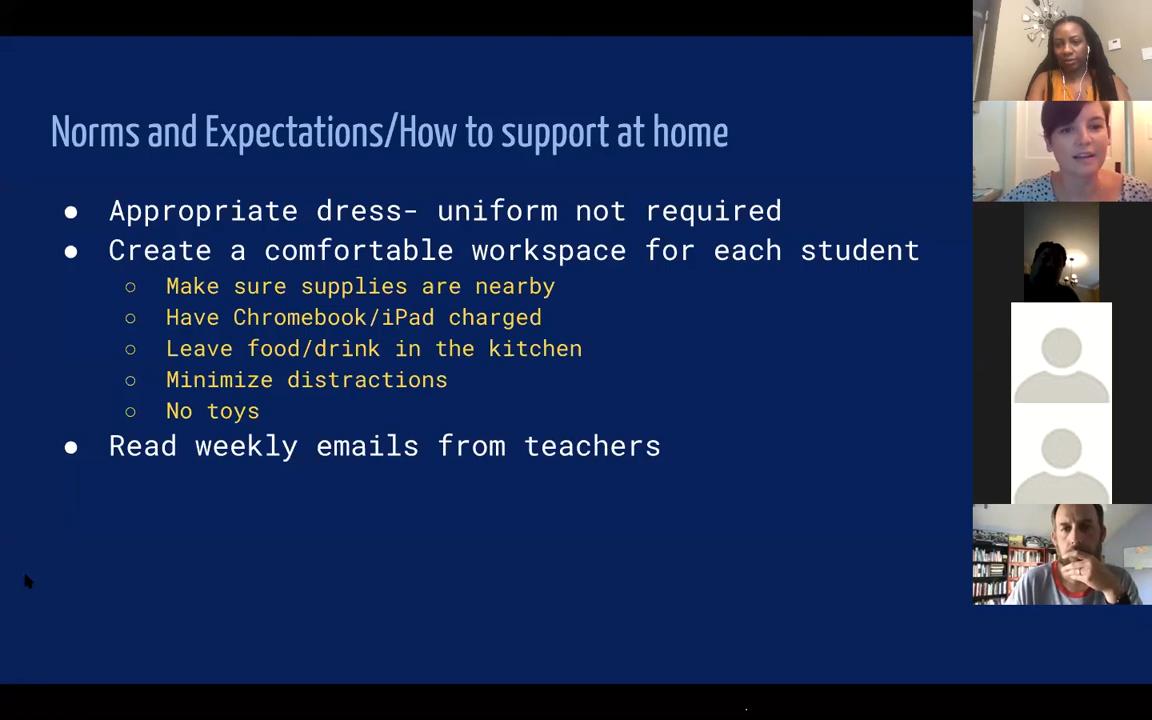 Norms and Expectations/How to support at home
● Appropriate dress- uniform not required
● Create a comfortable workspace for each student
○ Make sure supplies are nearby
○ Have Chromebook/iPad charged
○ Leave food/drink in the kitchen
○ Minimize distractions
○ No toys
● Read weekly emails from teachers